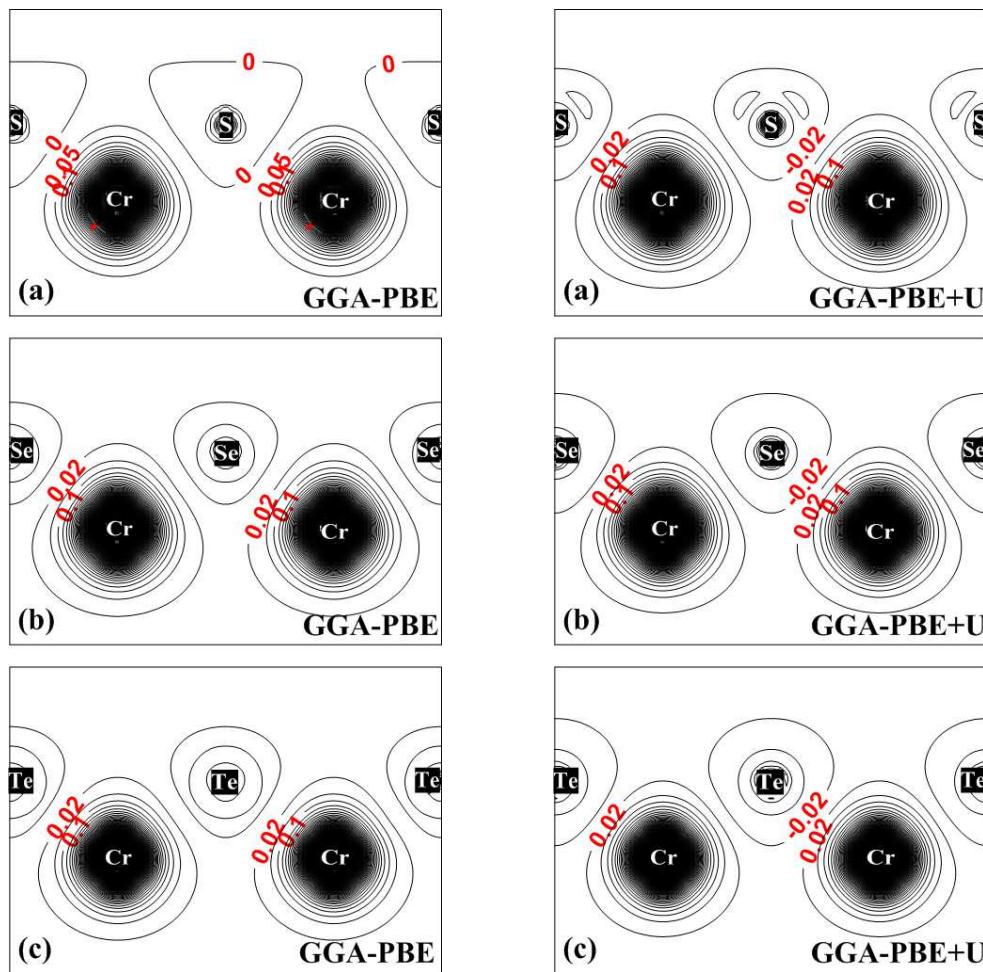 0 0
S S S
0 0.05 0.1 0 0.05 0.1
Cr Cr
(a) GGA-PBE
S S S
0.02 0.1 -0.02 0.02 0.1
Cr Cr
(a) GGA-PBE+U
Se Se Se
0.02 0.1 0.02 0.1
Cr Cr
(b) GGA-PBE
Se Se Se
0.02 0.1 -0.02 0.02 0.1
Cr Cr
(b) GGA-PBE+U
Te Te Te
0.02 0.1 0.02 0.1
Cr Cr
(c) GGA-PBE
Te Te Te
0.02 -0.02 0.02
Cr Cr
(c) GGA-PBE+U